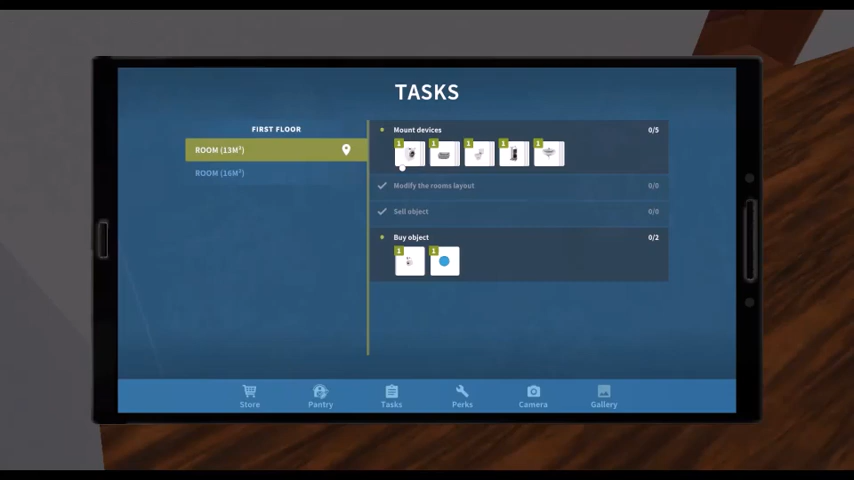 TASKS
FIRST FLOOR
ROOM (13M²)
ROOM (16M²)
Mount devices 0/5
1 1 1 1 1
Modify the rooms layout 0/0
Sell object 0/0
Buy object 0/2
1 1
Store Pantry Tasks Perks Camera Gallery